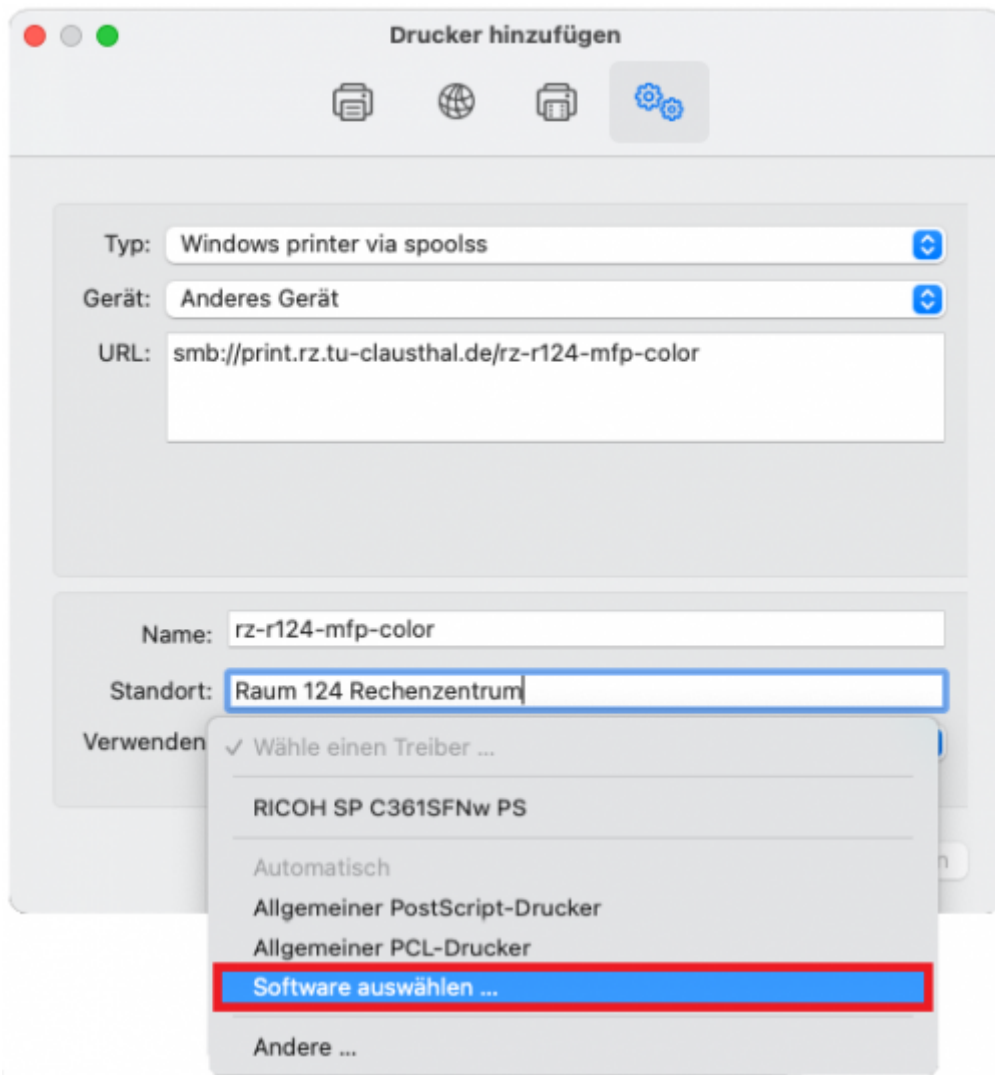 Drucker hinzufügen
Typ: Windows printer via spoolss
Gerät: Anderes Gerät
URL: smb://print.rz.tu-clausthal.de/rz-r124-mfp-color
Name: rz-r124-mfp-color
Standort: Raum 124 Rechenzentrum
Verwenden
✓ Wähle einen Treiber ...
RICOH SP C361SFNw PS
Automatisch
Allgemeiner PostScript-Drucker
Allgemeiner PCL-Drucker
Software auswählen ...
Andere ...